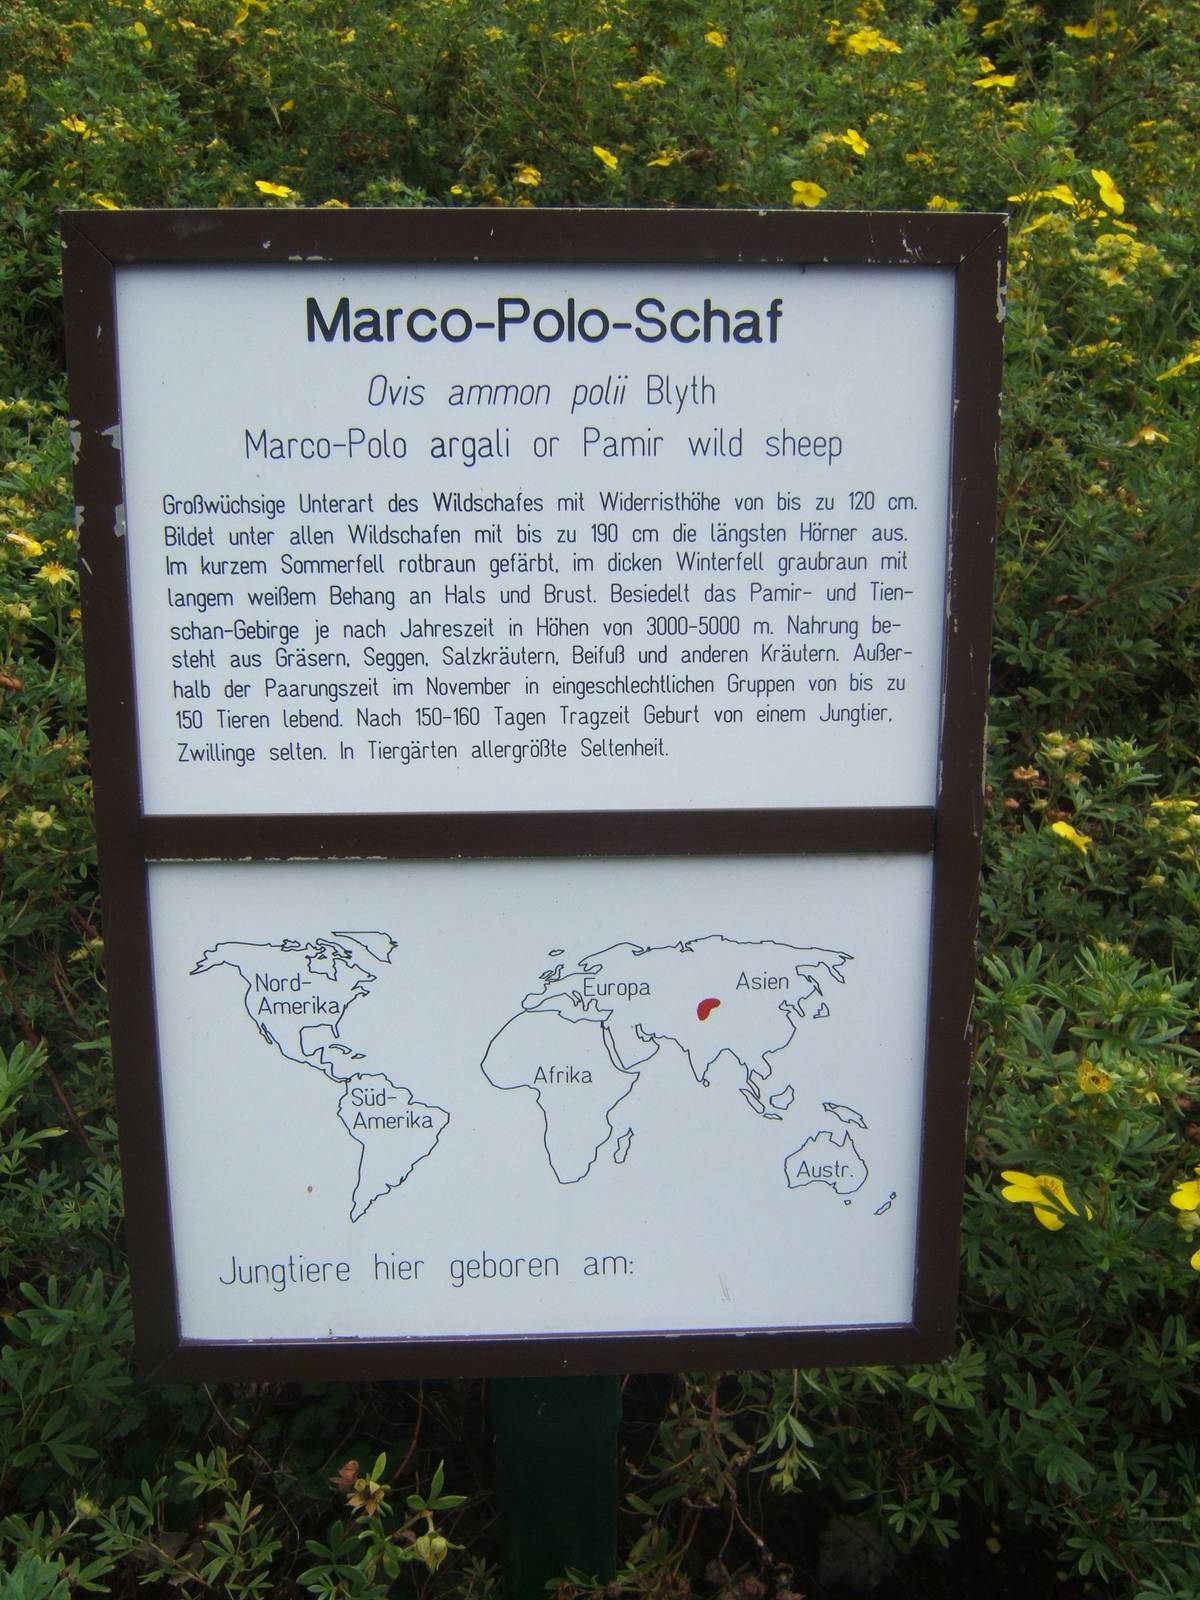 Marco-Polo-Schaf
Ovis ammon polii Blyth
Marco-Polo argali or Pamir wild sheep
Großwüchsige Unterart des Wildschafes mit Widerristhöhe von bis zu 120 cm.
Bildet unter allen Wildschafen mit bis zu 190 cm die längsten Hörner aus.
Im kurzem Sommerfell rotbraun gefärbt, im dicken Winterfell graubraun mit
langem weißem Behang an Hals und Brust. Besiedelt das Pamir- und Tien-
schan-Gebirge je nach Jahreszeit in Höhen von 3000-5000 m. Nahrung be-
steht aus Gräsern, Seggen, Salzkräutern, Beifuß und anderen Kräutern. Außer-
halb der Paarungszeit im November in eingeschlechtlichen Gruppen von bis zu
150 Tieren lebend. Nach 150-160 Tagen Tragzeit Geburt von einem Jungtier,
Zwillinge selten. In Tiergärten allergrößte Seltenheit.
Nord-
Amerika
Europa
Asien
Afrika
Süd-
Amerika
Austr.
Jungtiere hier geboren am: